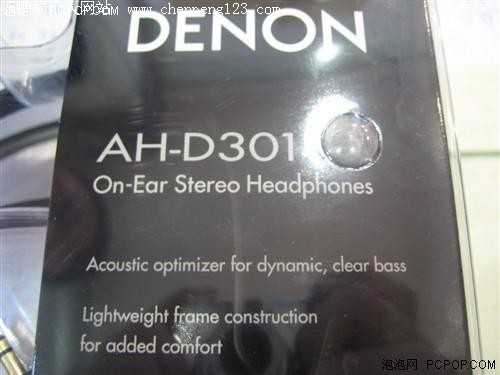 www.chenpeng123.com
DENON
AH-D301
On-Ear Stereo Headphones
Acoustic optimizer for dynamic, clear bass
Lightweight frame construction
for added comfort
泡泡网 PCPOP.COM